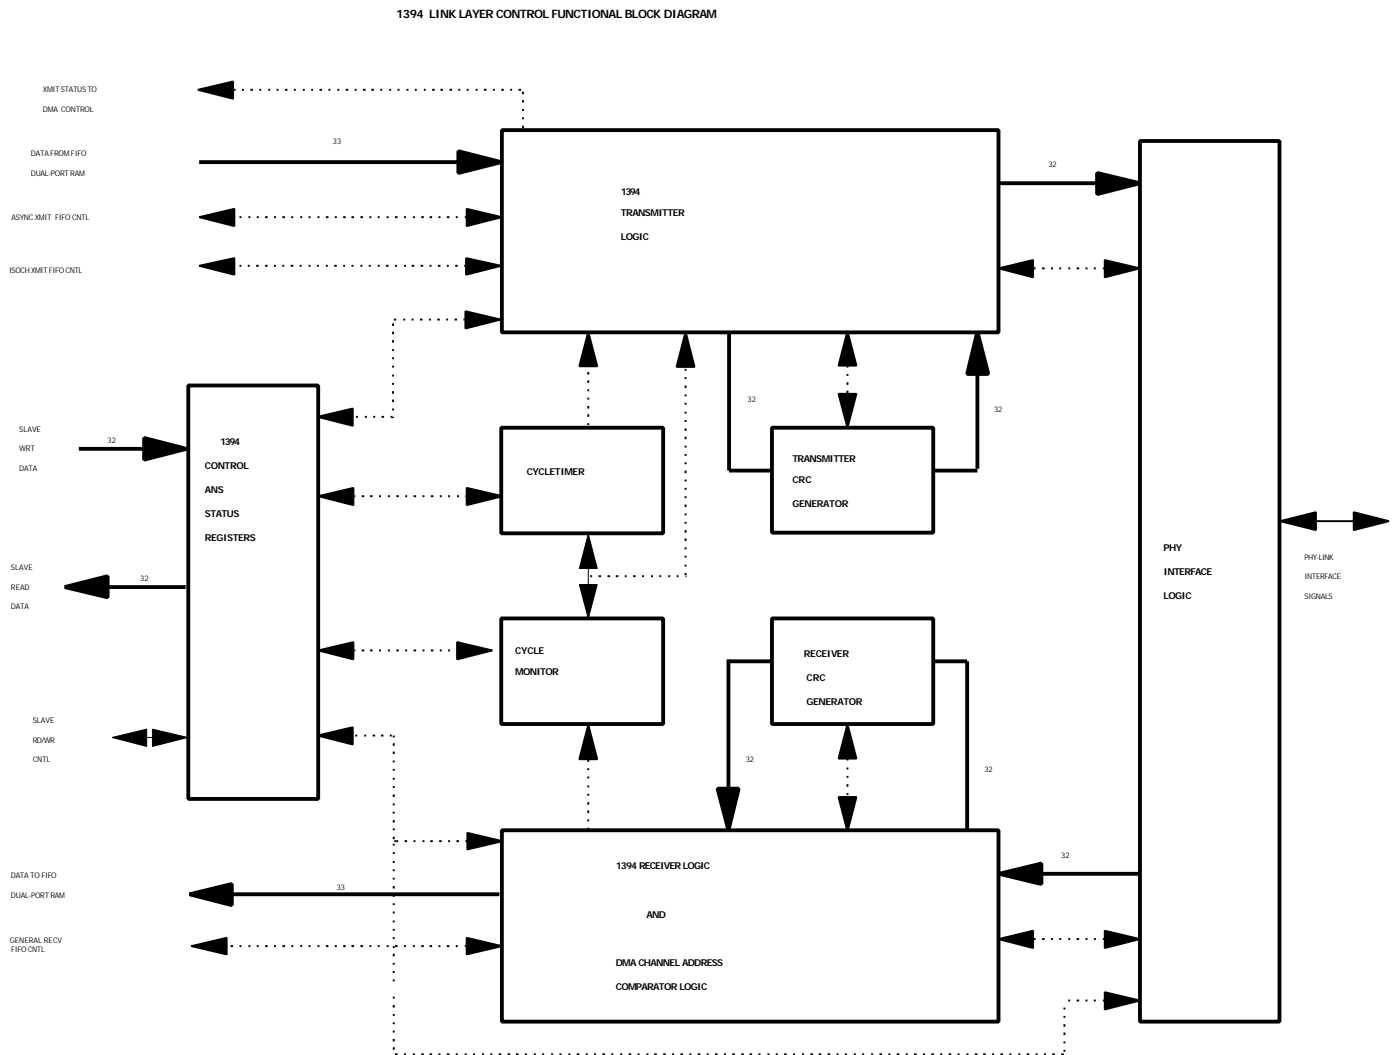 1394 LINK LAYER CONTROL FUNCTIONAL BLOCK DIAGRAM
XMIT STATUS TO
DMA CONTROL
DATA FROM FIFO
DUAL-PORT RAM
33
ASYNC XMIT FIFO CNTL
ISOCH XMIT FIFO CNTL
1394
TRANSMITTER
LOGIC
32
32
32
SLAVE
WRT
DATA
32
1394
CONTROL
ANS
STATUS
REGISTERS
CYCLETIMER
TRANSMITTER
CRC
GENERATOR
SLAVE
READ
DATA
32
PHY
INTERFACE
LOGIC
PHY-LINK
INTERFACE
SIGNALS
CYCLE
MONITOR
RECEIVER
CRC
GENERATOR
SLAVE
RD/WR
CNTL
32
32
1394 RECEIVER LOGIC
AND
DMA CHANNEL ADDRESS
COMPARATOR LOGIC
32
DATA TO FIFO
DUAL-PORT RAM
33
GENERAL RECV
FIFO CNTL